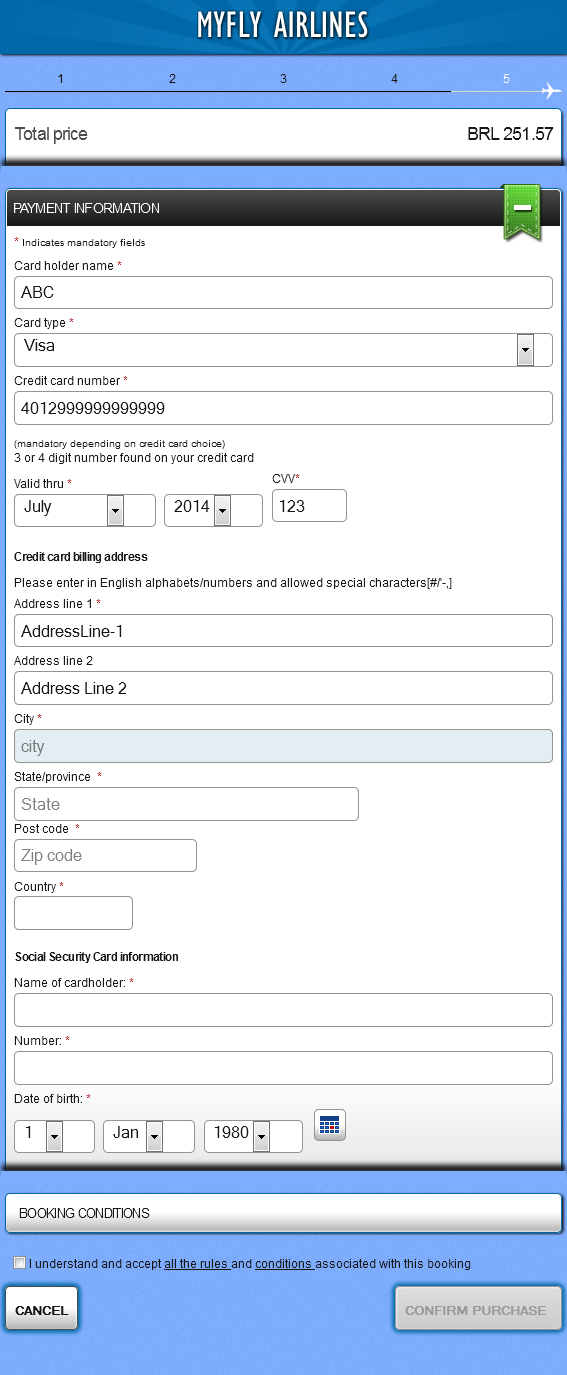 MYFLY AIRLINES
1 2 3 4 5
Total price BRL 251.57
PAYMENT INFORMATION
* Indicates mandatory fields
Card holder name *
ABC
Card type *
Visa
Credit card number *
4012999999999999
(mandatory depending on credit card choice)
3 or 4 digit number found on your credit card
Valid thru * CVV*
July 2014 123
Credit card billing address
Please enter in English alphabets/numbers and allowed special characters[#/'-,]
Address line 1 *
AddressLine-1
Address line 2
Address Line 2
City *
city
State/province *
State
Post code *
Zip code
Country *
Social Security Card information
Name of cardholder: *
Number: *
Date of birth: *
1 Jan 1980
BOOKING CONDITIONS
I understand and accept all the rules and conditions associated with this booking
CANCEL CONFIRM PURCHASE